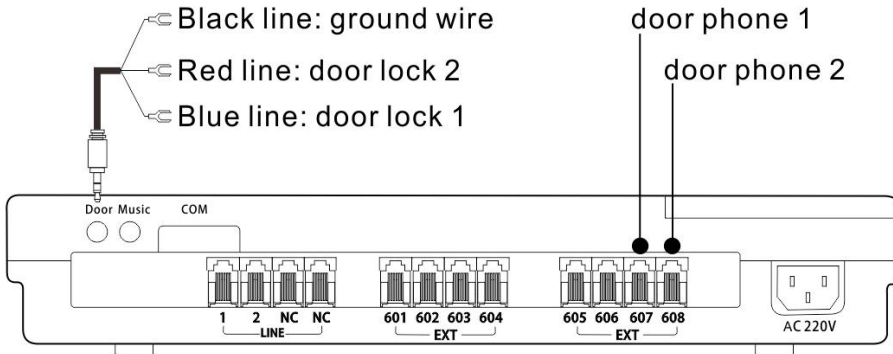 Black line: ground wire
door phone 1
Red line: door lock 2
door phone 2
Blue line: door lock 1
Door Music COM
1 2 NC NC
LINE
601 602 603 604
EXT
605 606 607 608
EXT
AC 220V